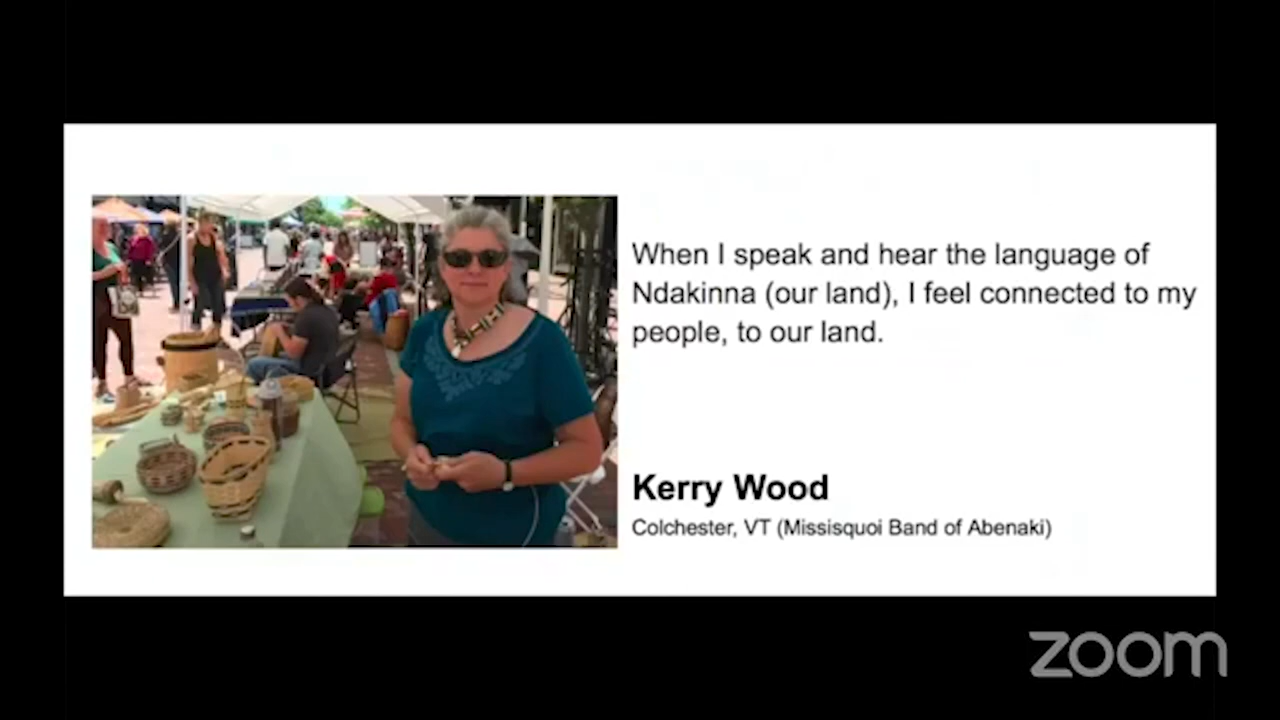 When I speak and hear the language of
Ndakinna (our land), I feel connected to my
people, to our land.
Kerry Wood
Colchester, VT (Missisquoi Band of Abenaki)
zoom